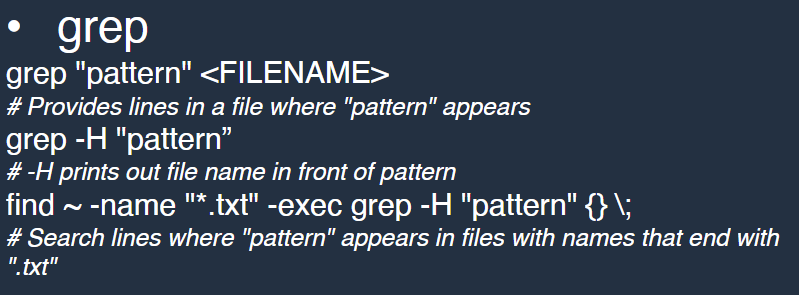 • grep
grep "pattern" <FILENAME>
# Provides lines in a file where "pattern" appears
grep -H "pattern”
# -H prints out file name in front of pattern
find ~ -name "*.txt" -exec grep -H "pattern" {} \;
# Search lines where "pattern" appears in files with names that end with
".txt"